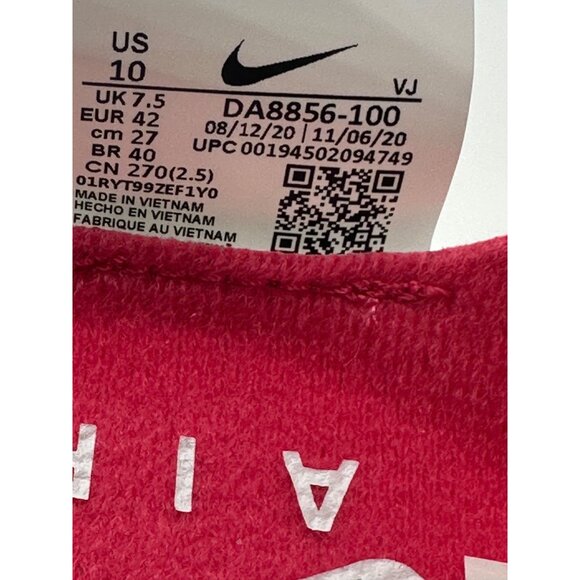 US
10
UK 7.5
EUR 42
cm 27
BR 40
CN 270(2.5)
01RYT99ZEF1Y0
MADE IN VIETNAM
HECHO EN VIETNAM
FABRIQUE AU VIETNAM
VJ
DA8856-100
08/12/20 | 11/06/20
UPC 00194502094749
AIR